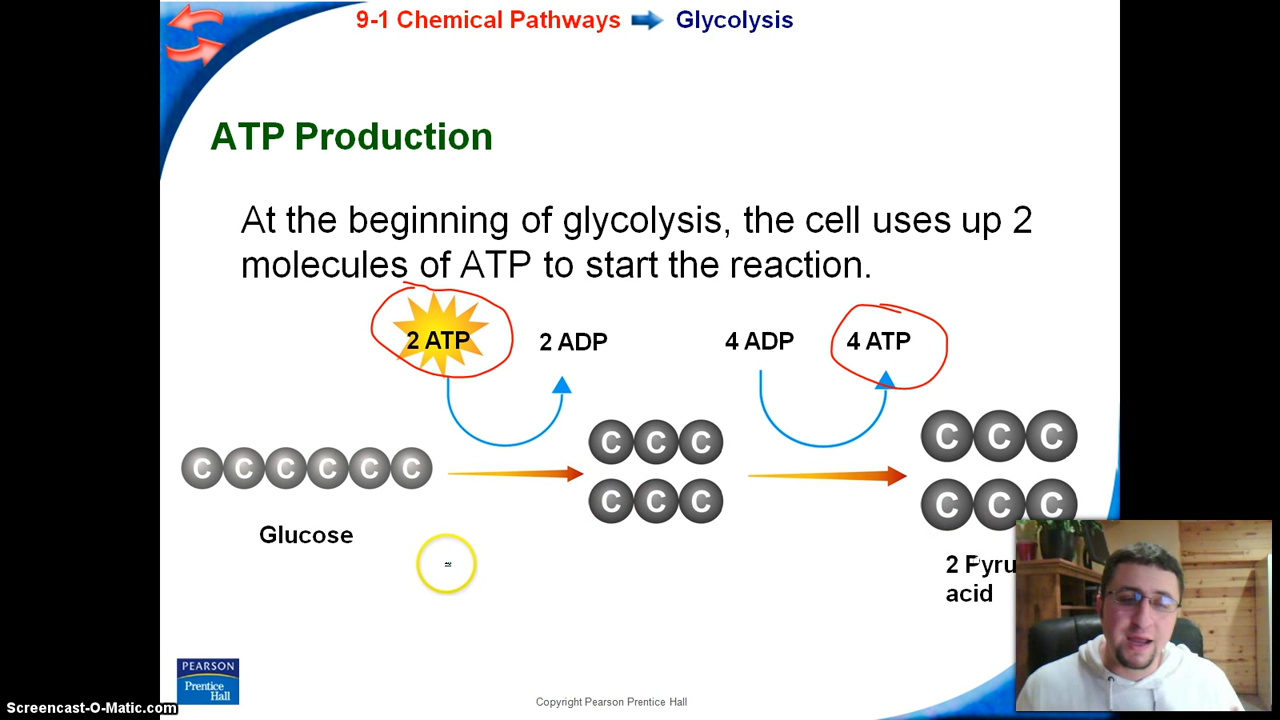 9-1 Chemical Pathways Glycolysis
ATP Production
At the beginning of glycolysis, the cell uses up 2
molecules of ATP to start the reaction.
2 ATP 2 ADP 4 ADP 4 ATP
C C C C C C
C C C
C C C
C C C
C C C
Glucose
2 Pyru
acid
PEARSON
Prentice
Hall
Copyright Pearson Prentice Hall
Screencast-O-Matic.com